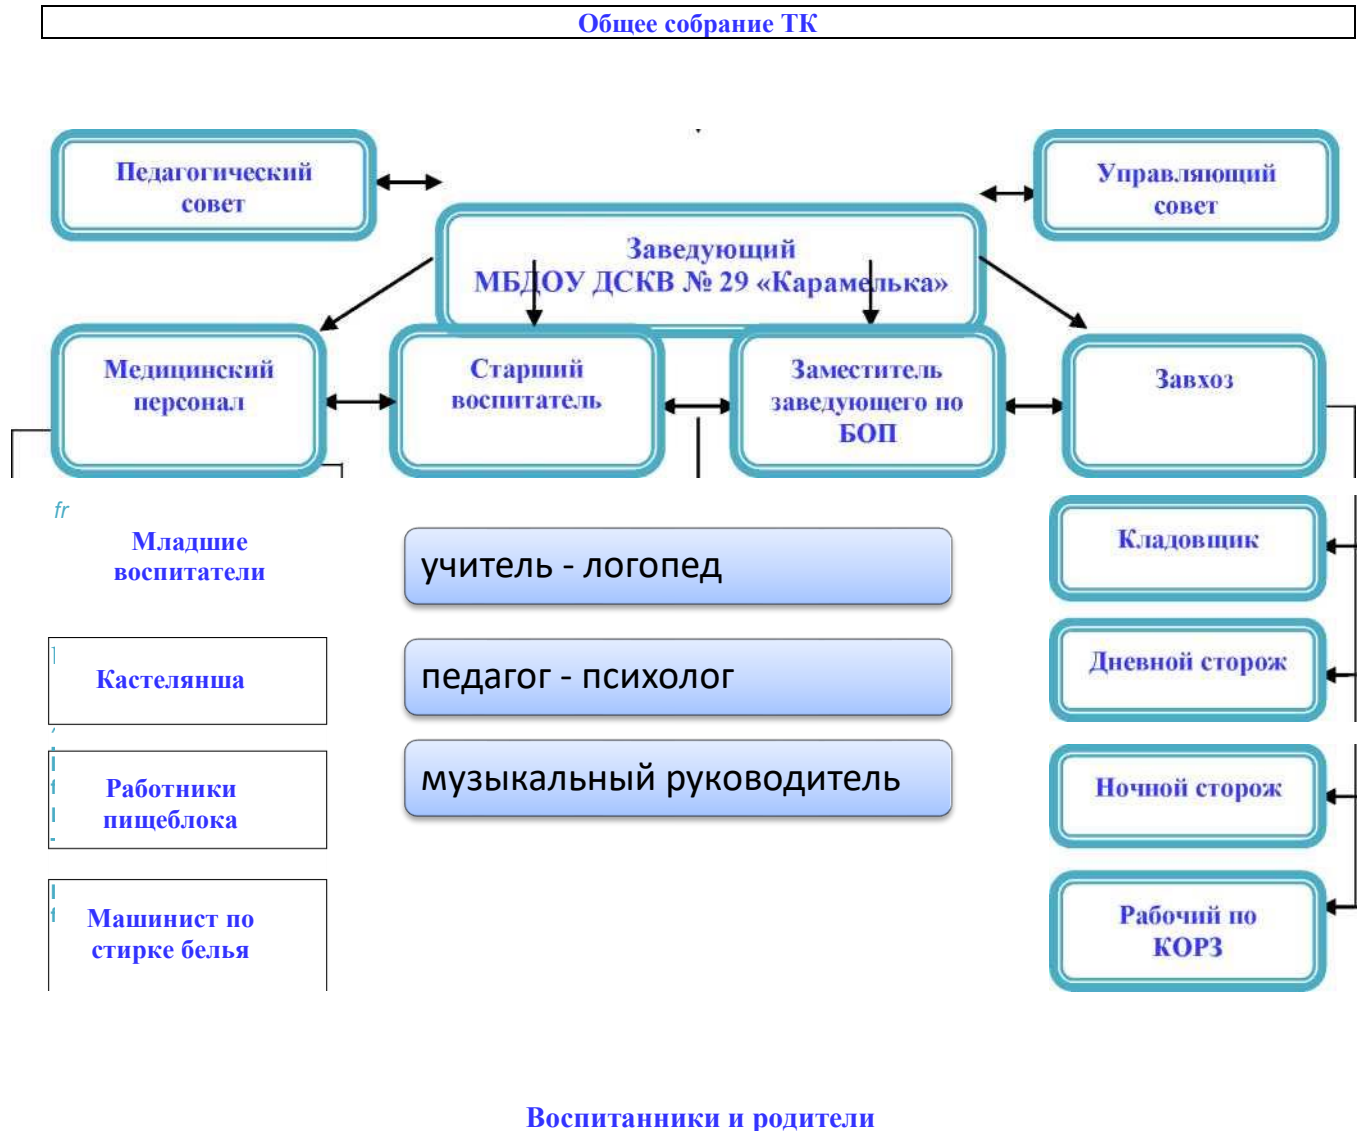 Общее собрание ТК
Педагогический
совет
Управляющий
совет
Заведующий
МБДОУ ДСКВ № 29 «Карамелька»
Медицинский
персонал
Старший
воспитатель
Заместитель
заведующего по
БОП
Завхоз
fr
Младшие
воспитатели
учитель - логопед
Кладовщик
Кастелянша
педагог - психолог
Дневной сторож
Работники
пищеблока
музыкальный руководитель
Ночной сторож
Машинист по
стирке белья
Рабочий по
КОРЗ
Воспитанники и родители